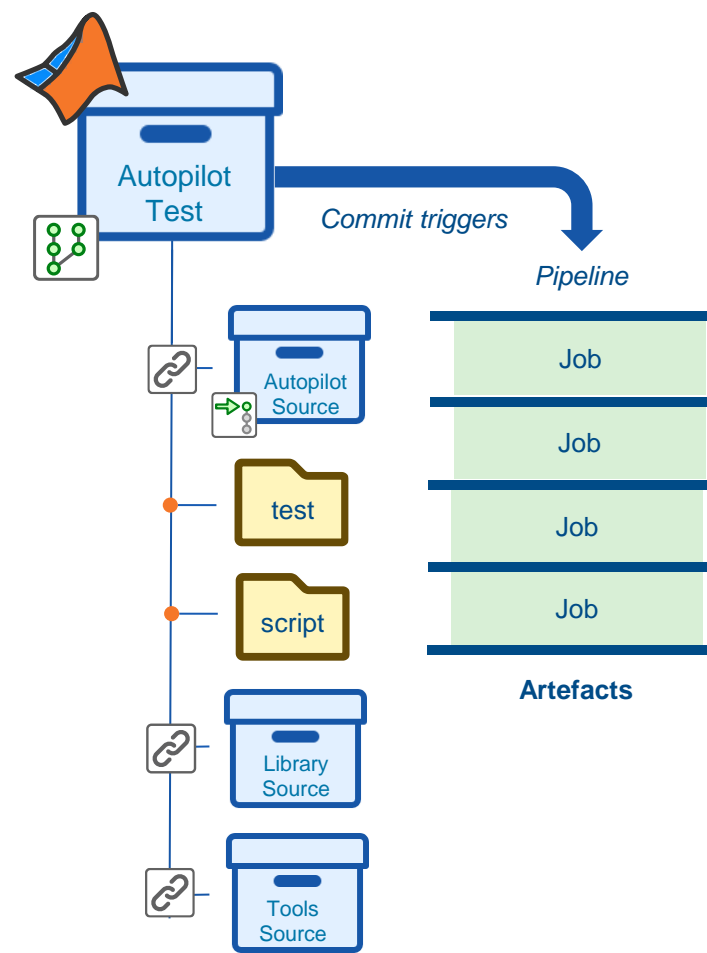 Autopilot
Test
Commit triggers
Pipeline
Autopilot
Source
test
script
Library
Source
Tools
Source
Job
Job
Job
Job
Artefacts